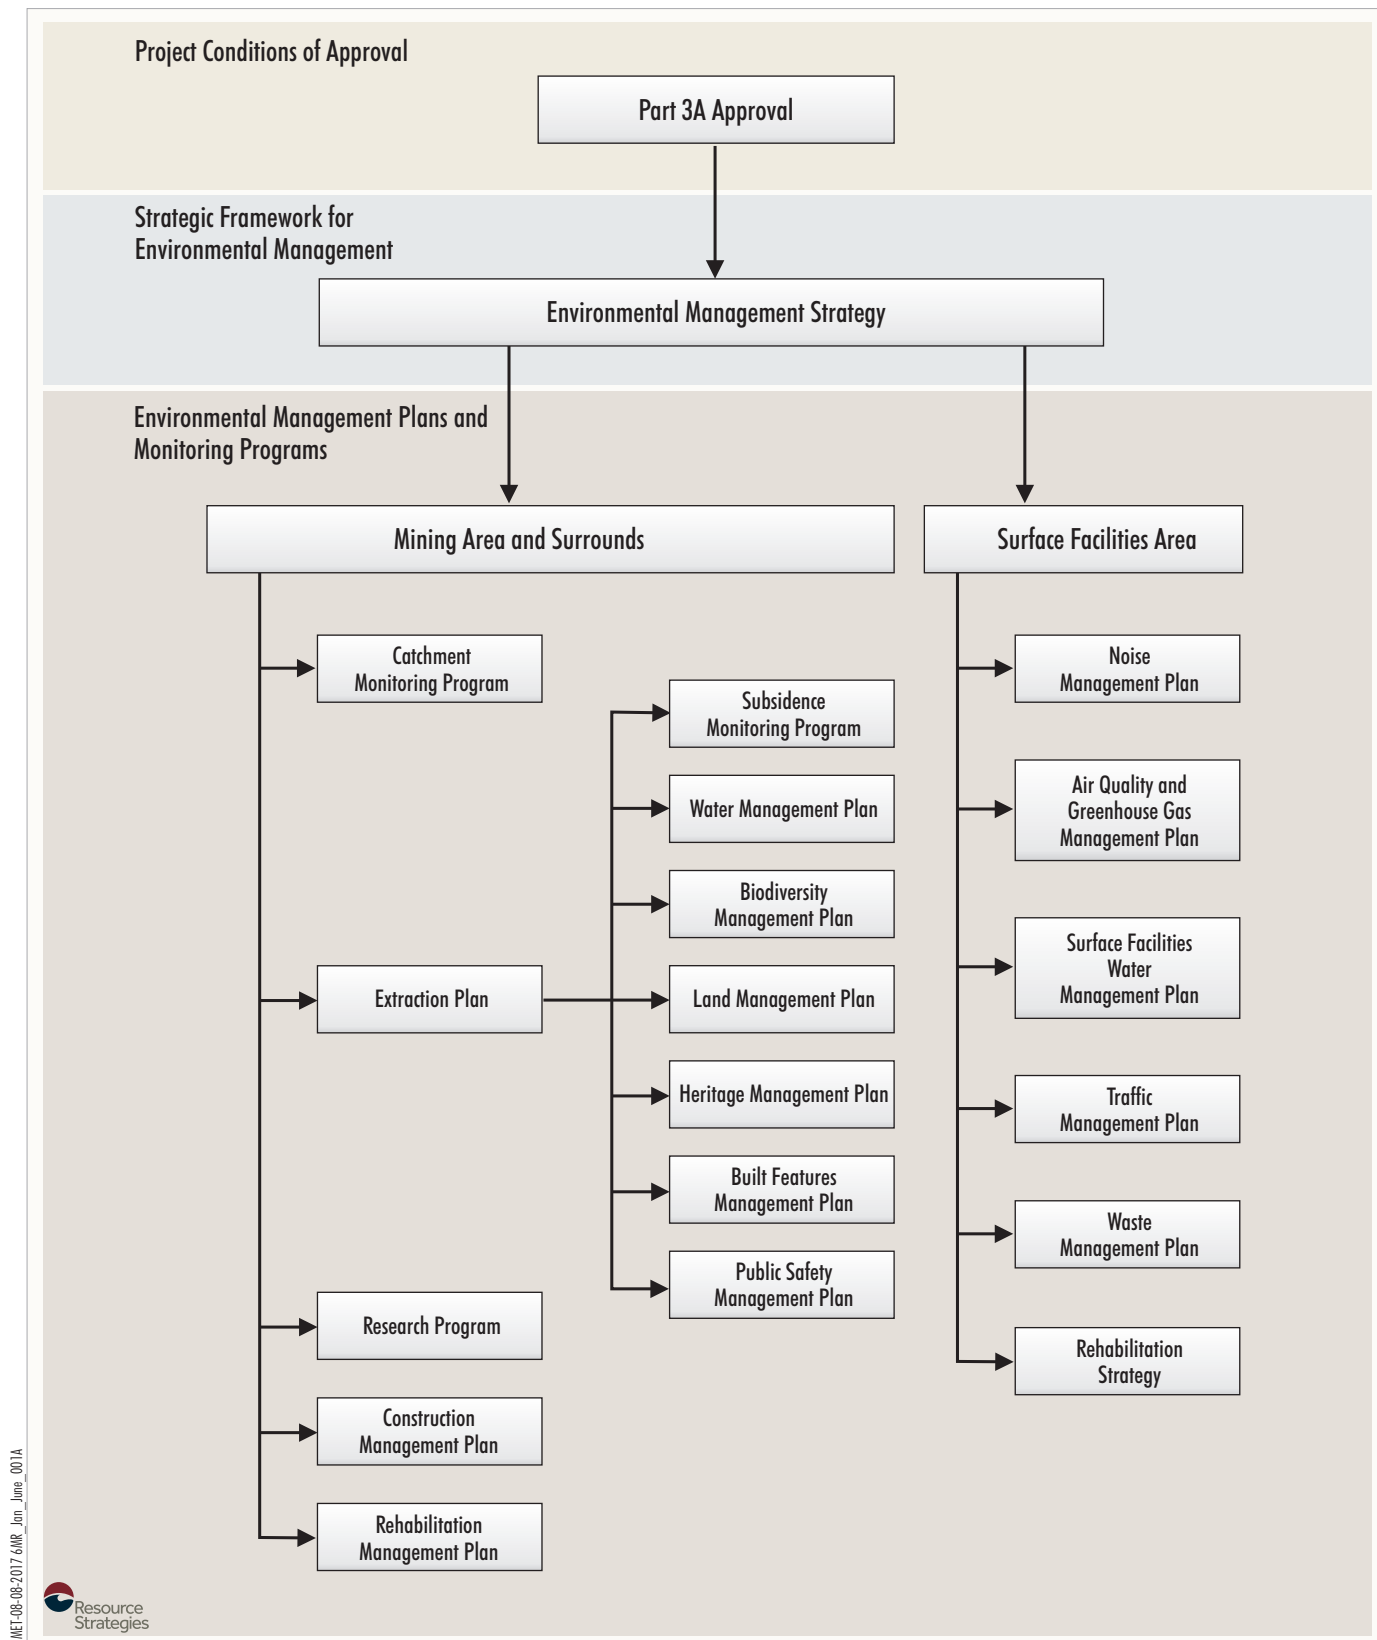 Project Conditions of Approval
Part 3A Approval
Strategic Framework for
Environmental Management
Environmental Management Strategy
Environmental Management Plans and
Monitoring Programs
Mining Area and Surrounds
Surface Facilities Area
Catchment
Monitoring Program
Extraction Plan
Research Program
Construction
Management Plan
Rehabilitation
Management Plan
Subsidence
Monitoring Program
Water Management Plan
Biodiversity
Management Plan
Land Management Plan
Heritage Management Plan
Built Features
Management Plan
Public Safety
Management Plan
Noise
Management Plan
Air Quality and
Greenhouse Gas
Management Plan
Surface Facilities
Water
Management Plan
Traffic
Management Plan
Waste
Management Plan
Rehabilitation
Strategy
MET-08-08-2017 6MR_Jan_June_001A
Resource
Strategies